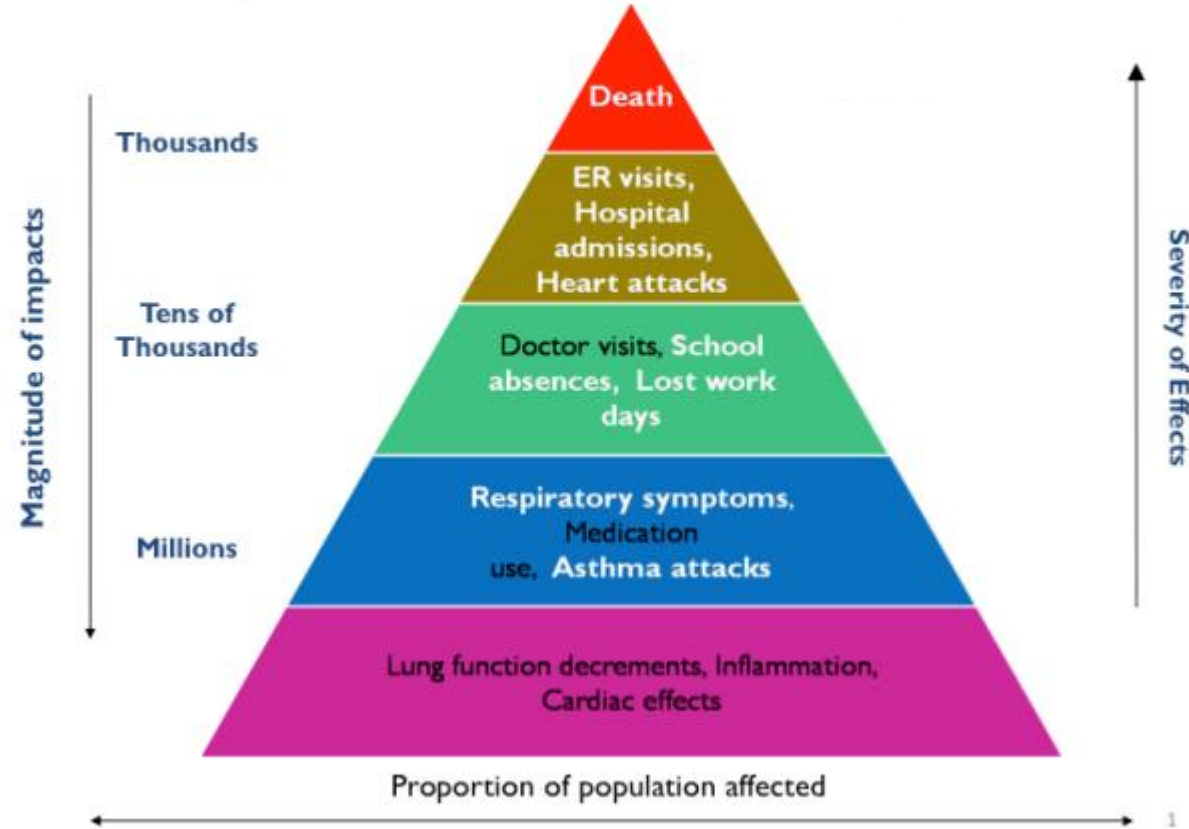 Death
Thousands
ER visits,
Hospital
admissions,
Heart attacks
Magnitude of impacts
Severity of Effects
Tens of
Thousands
Doctor visits, School
absences, Lost work
days
Respiratory symptoms,
Medication
use, Asthma attacks
Millions
Lung function decrements, Inflammation,
Cardiac effects
Proportion of population affected
1